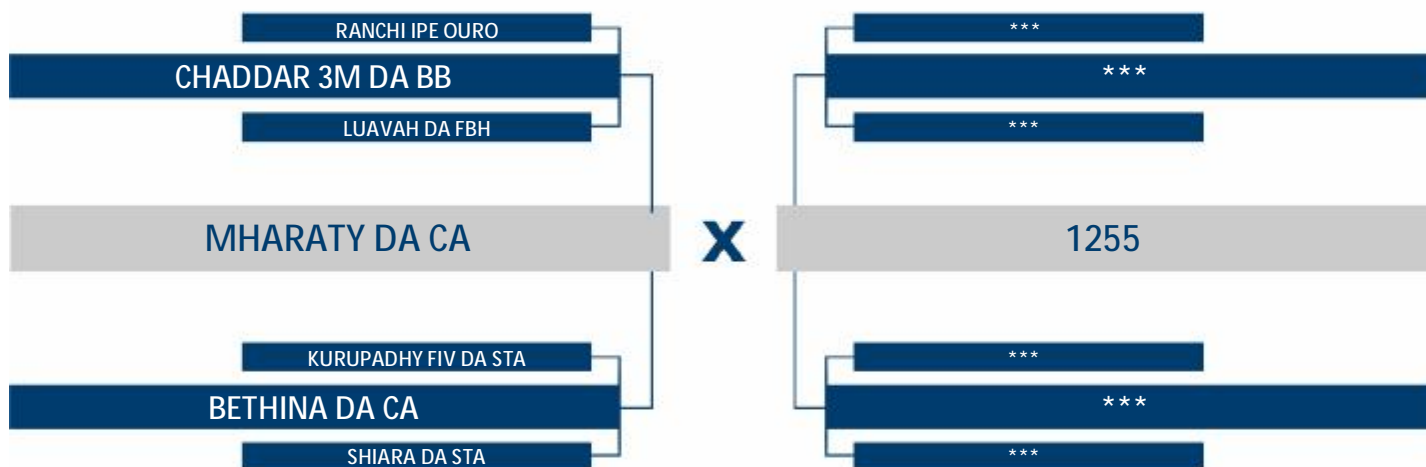 RANCHI IPE OURO
CHADDAR 3M DA BB
LUAVAH DA FBH
MHARATY DA CA
KURUPADHY FIV DA STA
BETHINA DA CA
SHIARA DA STA
X
***
***
***
1255
***
***
***